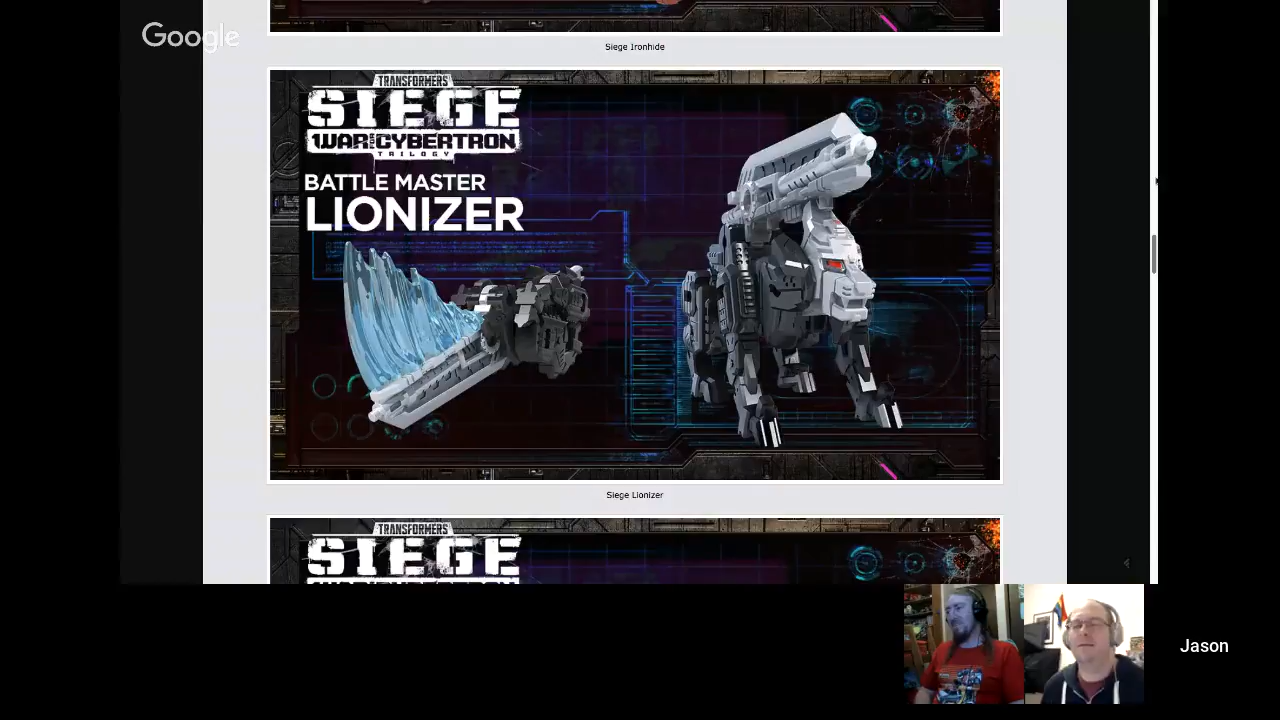 Google
Siege Ironhide
TRANSFORMERS
SIEGE
WAR FOR CYBERTRON
TRILOGY
BATTLE MASTER
LIONIZER
Siege Lionizer
TRANSFORMERS
SIEGE
Jason